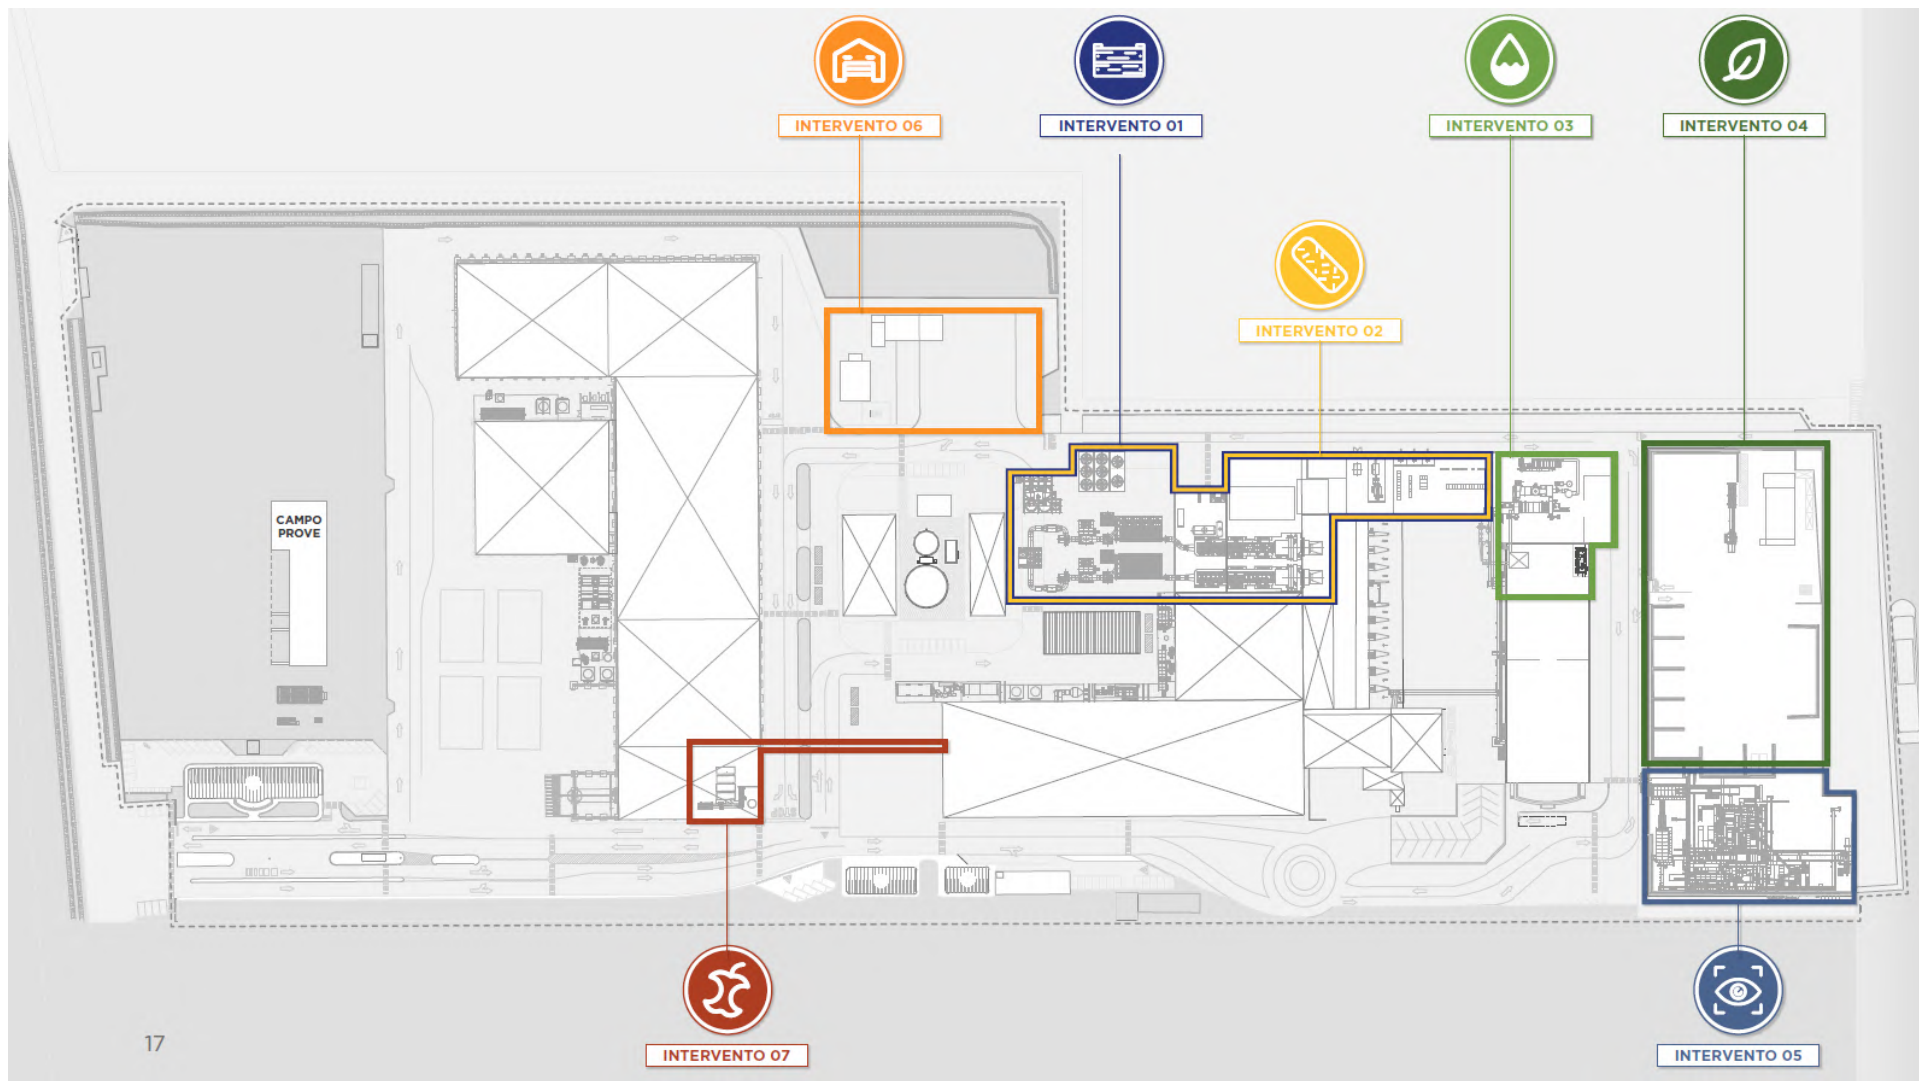 INTERVENTO 06
INTERVENTO 01
INTERVENTO 03
INTERVENTO 04
INTERVENTO 02
CAMPO
PROVE
17
INTERVENTO 07
INTERVENTO 05